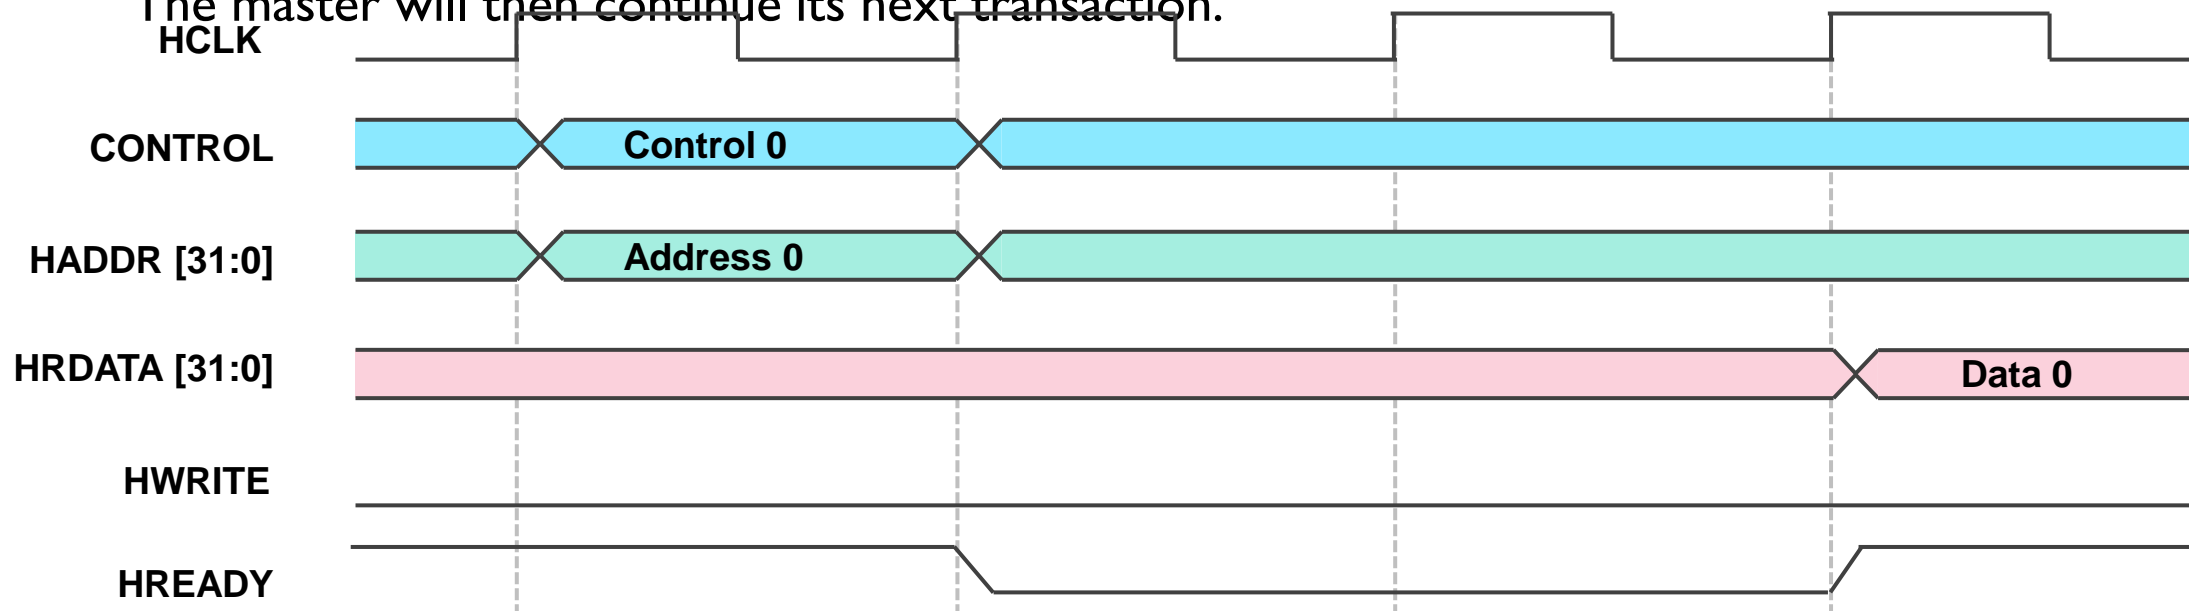 The master will then continue its next transaction.
HCLK
CONTROL
Control 0
HADDR [31:0]
Address 0
HRDATA [31:0]
Data 0
HWRITE
HREADY